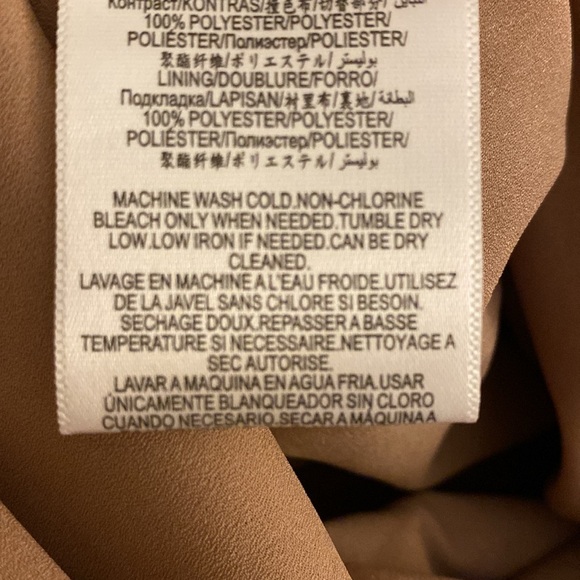 Контраст/KONTRAS/撞色布/切替部分/التباين/
100% POLYESTER/POLYESTER/
POLIÉSTER/Полиэстер/POLIESTER/
聚酯纤维/ポリエステル/بوليستر/
LINING/DOUBLURE/FORRO/
Подкладка/LAPISAN/衬里布/裏地/البطانة/
100% POLYESTER/POLYESTER/
POLIÉSTER/Полиэстер/POLIESTER/
聚酯纤维/ポリエステル/بوليستر
MACHINE WASH COLD.NON-CHLORINE
BLEACH ONLY WHEN NEEDED.TUMBLE DRY
LOW.LOW IRON IF NEEDED.CAN BE DRY
CLEANED.
LAVAGE EN MACHINE A L'EAU FROIDE.UTILISEZ
DE LA JAVEL SANS CHLORE SI BESOIN.
SECHAGE DOUX.REPASSER A BASSE
TEMPERATURE SI NECESSAIRE.NETTOYAGE A
SEC AUTORISE.
LAVAR A MAQUINA EN AGUA FRIA.USAR
ÚNICAMENTE BLANQUEADOR SIN CLORO
CUANDO NECESARIO.SECAR A MÁQUINA A